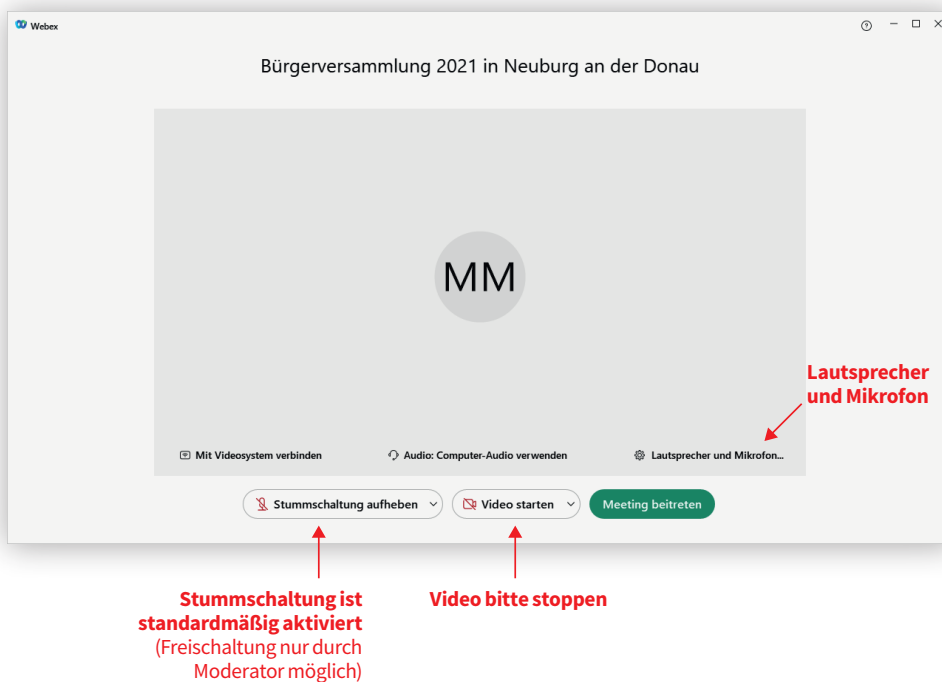 Webex
Bürgerversammlung 2021 in Neuburg an der Donau
MM
Lautsprecher
und Mikrofon
Mit Videosystem verbinden
Audio: Computer-Audio verwenden
Lautsprecher und Mikrofon...
Stummschaltung aufheben
Video starten
Meeting beitreten
Stummschaltung ist
standardmäßig aktiviert
(Freischaltung nur durch
Moderator möglich)
Video bitte stoppen